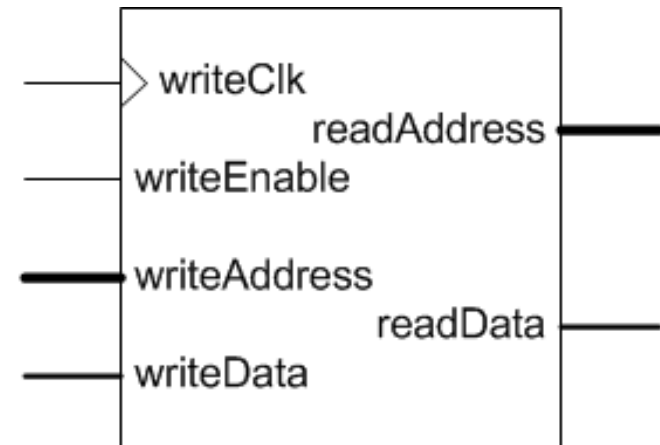 writeClk
readAddress
writeEnable
writeAddress
readData
writeData